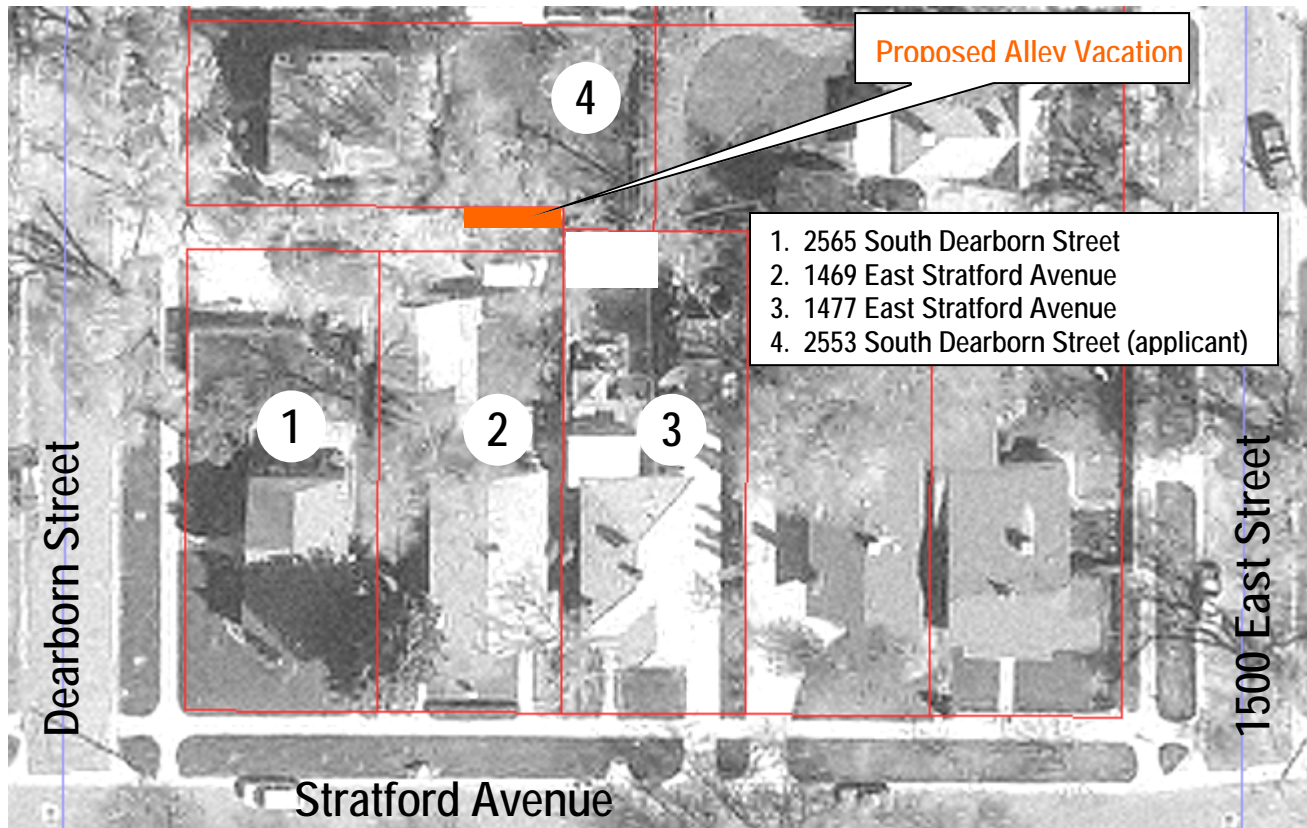 Proposed Alley Vacation
4
1. 2565 South Dearborn Street
2. 1469 East Stratford Avenue
3. 1477 East Stratford Avenue
4. 2553 South Dearborn Street (applicant)
1
2
3
Dearborn Street
1500 East Street
Stratford Avenue